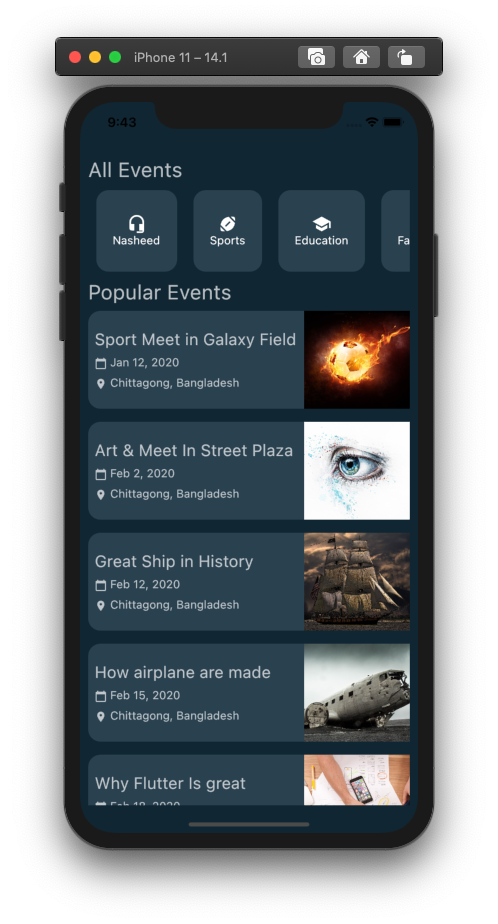 iPhone 11 – 14.1
9:43
All Events
Nasheed
Sports
Education
Fa
Popular Events
Sport Meet in Galaxy Field
Jan 12, 2020
Chittagong, Bangladesh
Art & Meet In Street Plaza
Feb 2, 2020
Chittagong, Bangladesh
Great Ship in History
Feb 12, 2020
Chittagong, Bangladesh
How airplane are made
Feb 15, 2020
Chittagong, Bangladesh
Why Flutter Is great